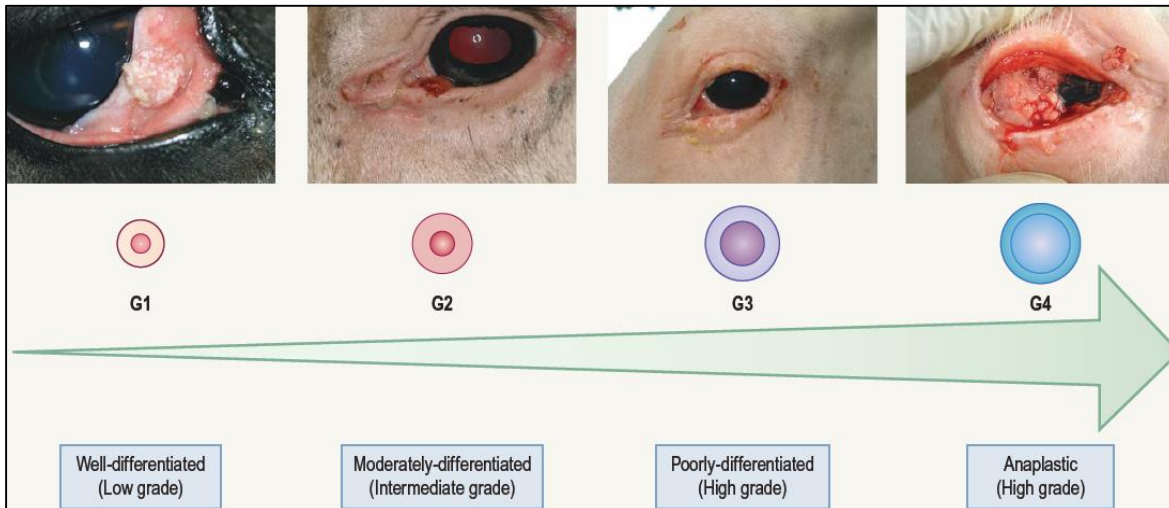 G1
G2
G3
G4
Well-differentiated
(Low grade)
Moderately-differentiated
(Intermediate grade)
Poorly-differentiated
(High grade)
Anaplastic
(High grade)